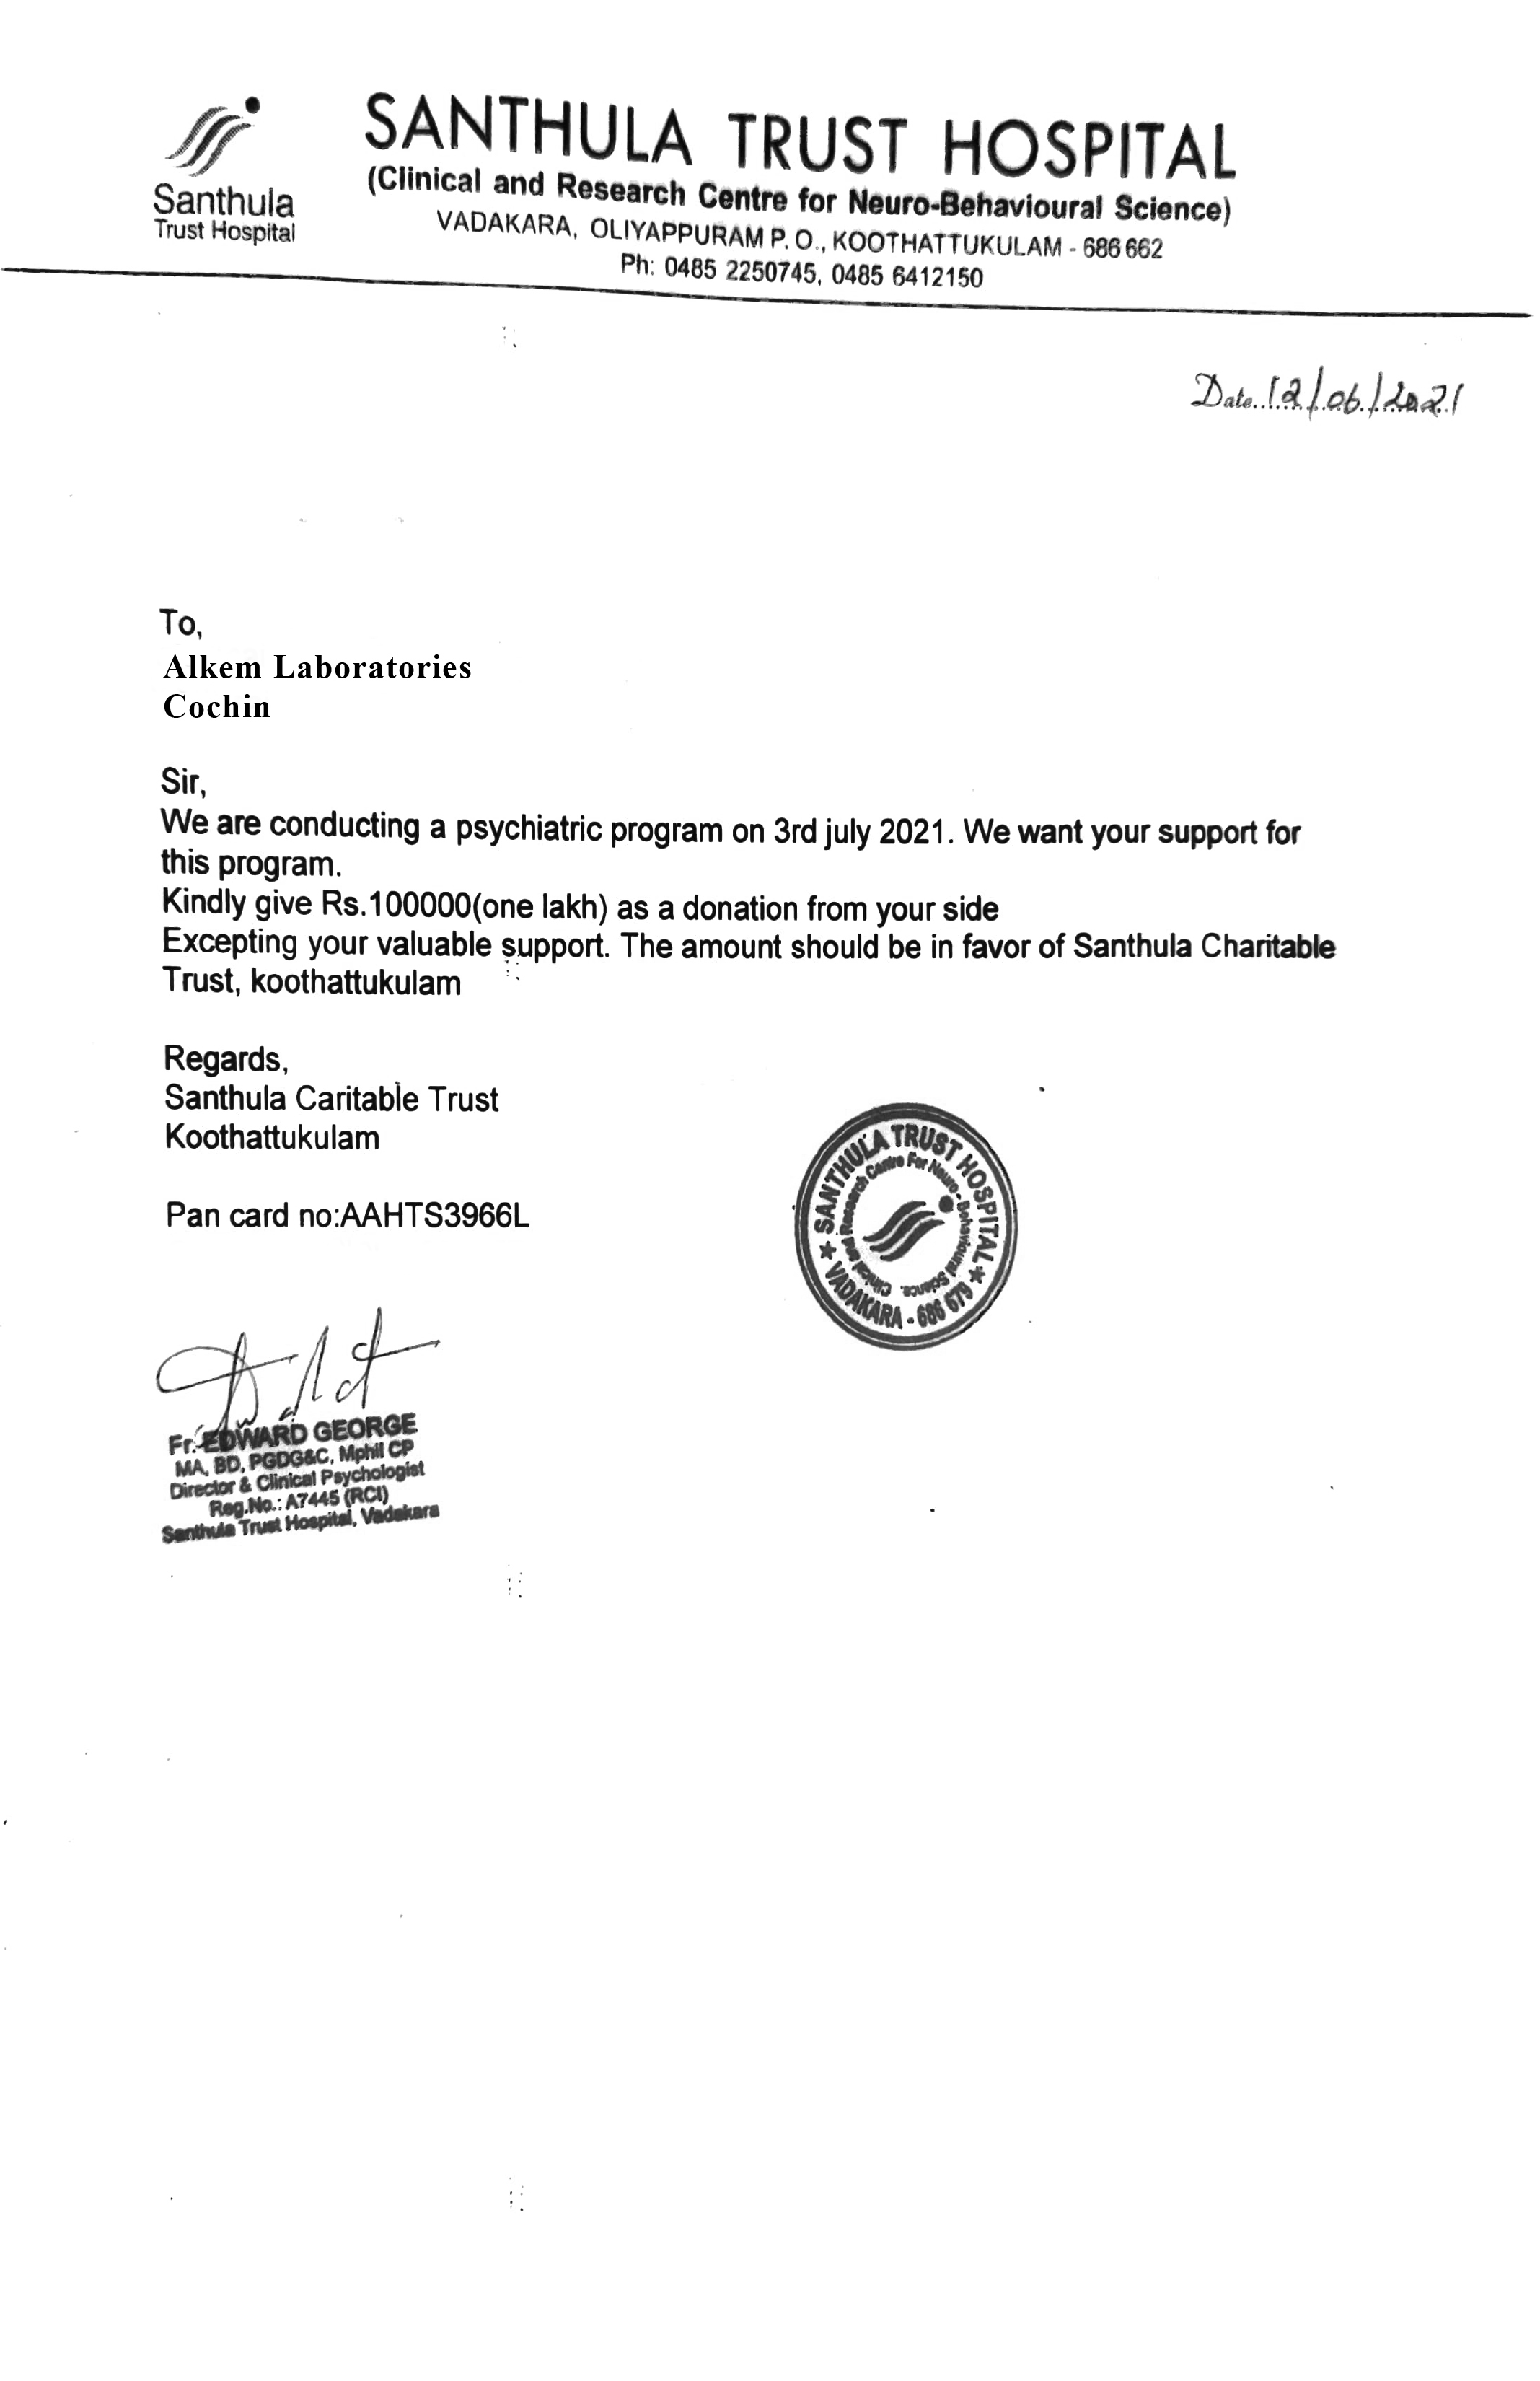 Santhula
Trust Hospital
SANTHULA TRUST HOSPITAL
(Clinical and Research Centre for Neuro-Behavioural Science)
VADAKARA, OLIYAPPURAM P. O., KOOTHATTUKULAM - 686 662
Ph: 0485 2250745, 0485 6412150
Date 12/06/2021
To,
Alkem Laboratories
Cochin
Sir,
We are conducting a psychiatric program on 3rd july 2021. We want your support for
this program.
Kindly give Rs.100000(one lakh) as a donation from your side
Excepting your valuable support. The amount should be in favor of Santhula Charitable
Trust, koothattukulam
Regards,
Santhula Caritable Trust
Koothattukulam
Pan card no:AAHTS3966L
SANTHULA TRUST HOSPITAL
VADAKARA - 686 679
Clinical and Research Centre For Neuro - Behavioural Science.
Fr. EDWARD GEORGE
MA, BD, PGDG&C, Mphil CP
Director & Clinical Psychologist
Reg.No.: A7445 (RCI)
Santhula Trust Hospital, Vadakara